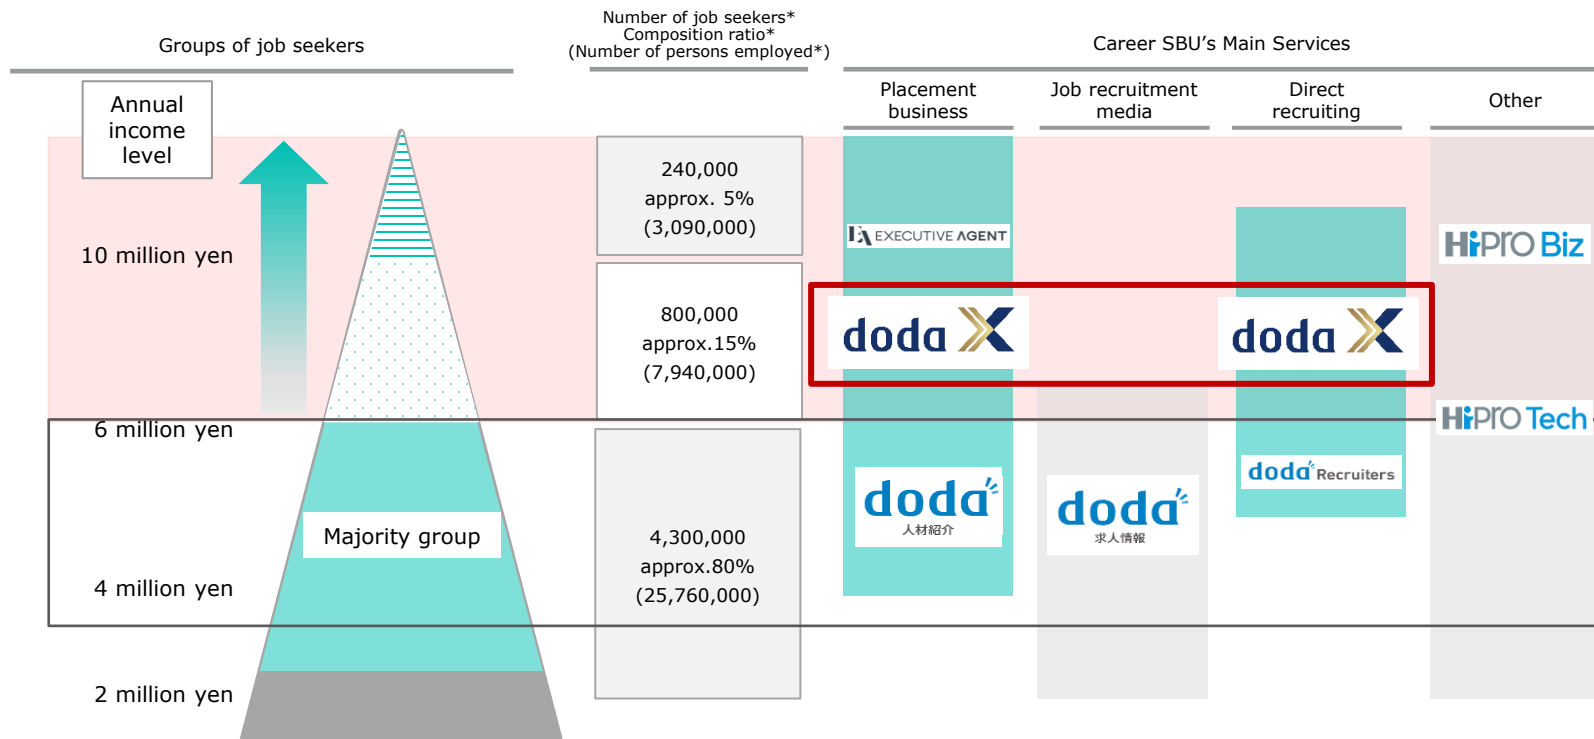 Groups of job seekers
Number of job seekers*
Composition ratio*
(Number of persons employed*)
Career SBU's Main Services
Placement
business
Job recruitment
media
Direct
recruiting
Other
Annual
income
level
10 million yen
6 million yen
4 million yen
2 million yen
Majority group
240,000
approx. 5%
(3,090,000)
800,000
approx.15%
(7,940,000)
4,300,000
approx.80%
(25,760,000)
EA EXECUTIVE AGENT
doda X
doda
人材紹介
doda
求人情報
doda X
doda Recruiters
HiPRO Biz
HiPRO Tech